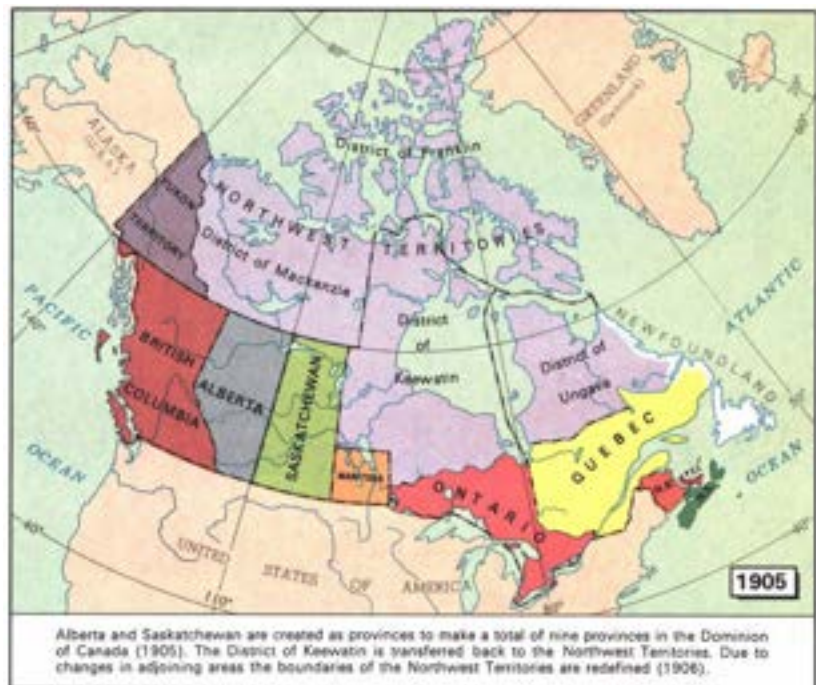 GREENLAND
(Denmark)
ALASKA
(U.S.A.)
District of Franklin
YUKON
TERRITORY
NORTHWEST TERRITORIES
District of Mackenzie
PACIFIC
OCEAN
ATLANTIC
OCEAN
NEWFOUNDLAND
District
of
Keewatin
District of
Ungava
BRITISH
COLUMBIA
ALBERTA
SASKATCHEWAN
MANITOBA
ONTARIO
QUEBEC
N.B.
UNITED STATES OF AMERICA
140°
110°
1905
Alberta and Saskatchewan are created as provinces to make a total of nine provinces in the Dominion
of Canada (1905). The District of Keewatin is transferred back to the Northwest Territories. Due to
changes in adjoining areas the boundaries of the Northwest Territories are redefined (1906).